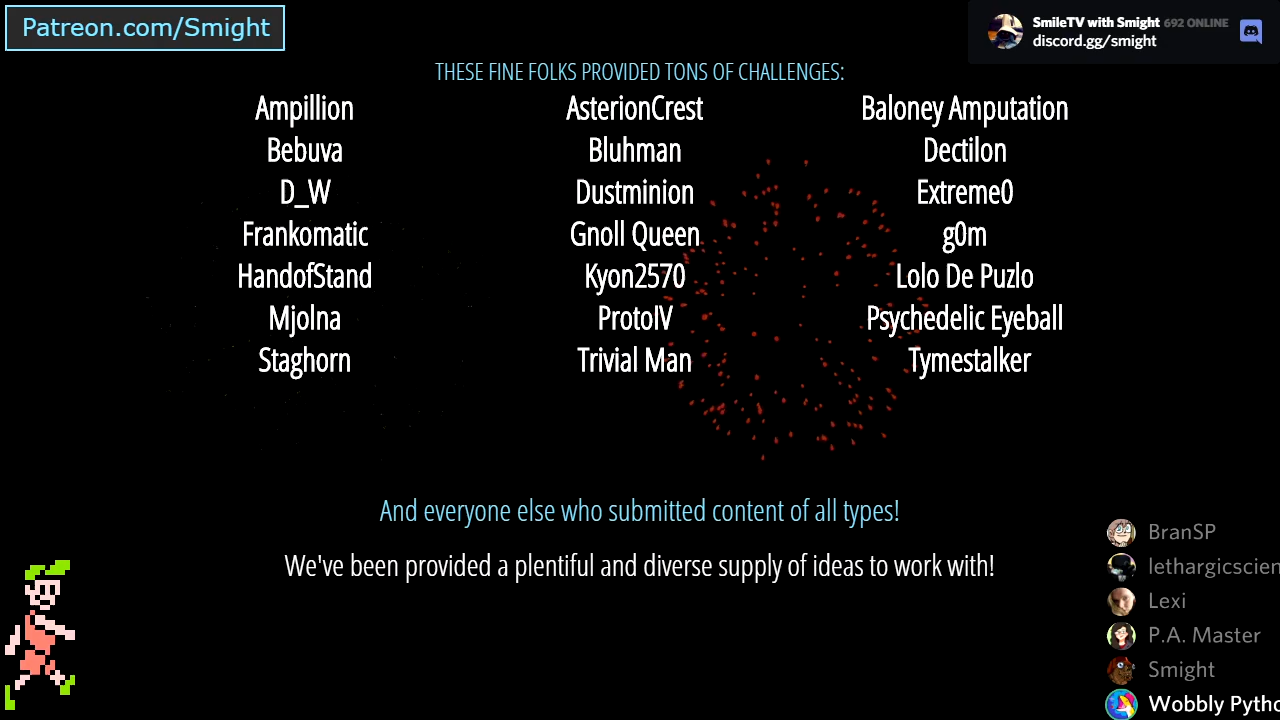 Patreon.com/Smight
SmileTV with Smight 692 ONLINE
discord.gg/smight
THESE FINE FOLKS PROVIDED TONS OF CHALLENGES:
Ampillion AsterionCrest Baloney Amputation
Bebuva Bluhman Dectilon
D_W Dustminion Extreme0
Frankomatic Gnoll Queen g0m
HandofStand Kyon2570 Lolo De Puzlo
Mjolna ProtoIV Psychedelic Eyeball
Staghorn Trivial Man Tymestalker
And everyone else who submitted content of all types!
We've been provided a plentiful and diverse supply of ideas to work with!
BranSP
lethargicscien
Lexi
P.A. Master
Smight
Wobbly Pytho